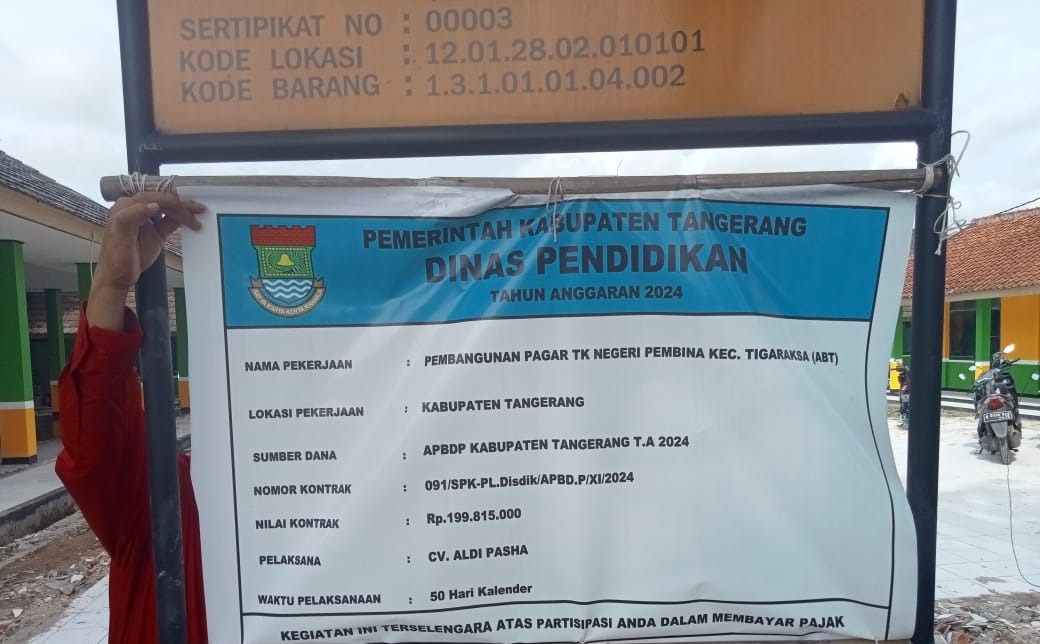 SERTIPIKAT NO : 00003
KODE LOKASI : 12.01.28.02.010101
KODE BARANG : 1.3.1.01.01.04.002
PEMERINTAH KABUPATEN TANGERANG
DINAS PENDIDIKAN
TAHUN ANGGARAN 2024
NAMA PEKERJAAN : PEMBANGUNAN PAGAR TK NEGERI PEMBINA KEC. TIGARAKSA (ABT)
LOKASI PEKERJAAN : KABUPATEN TANGERANG
SUMBER DANA : APBDP KABUPATEN TANGERANG T.A 2024
NOMOR KONTRAK : 091/SPK-PL.Disdik/APBD.P/XI/2024
NILAI KONTRAK : Rp.199.815.000
PELAKSANA : CV. ALDI PASHA
WAKTU PELAKSANAAN : 50 Hari Kalender
KEGIATAN INI TERSELENGARA ATAS PARTISIPASI ANDA DALAM MEMBAYAR PAJAK